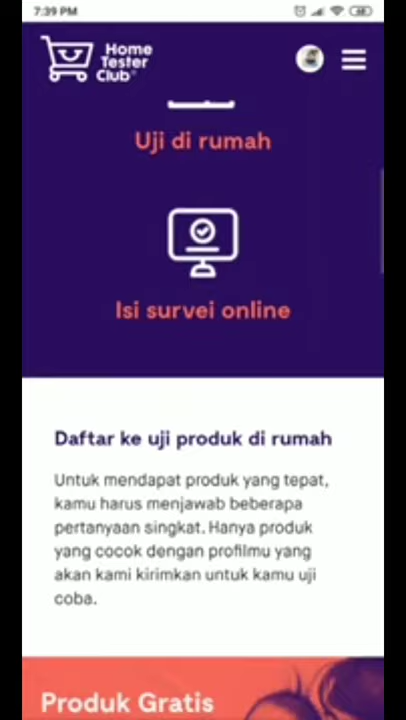 7:39 PM
Home
Tester
Club
Uji di rumah
Isi survei online
Daftar ke uji produk di rumah
Untuk mendapat produk yang tepat,
kamu harus menjawab beberapa
pertanyaan singkat. Hanya produk
yang cocok dengan profilmu yang
akan kami kirimkan untuk kamu uji
coba.
Produk Gratis